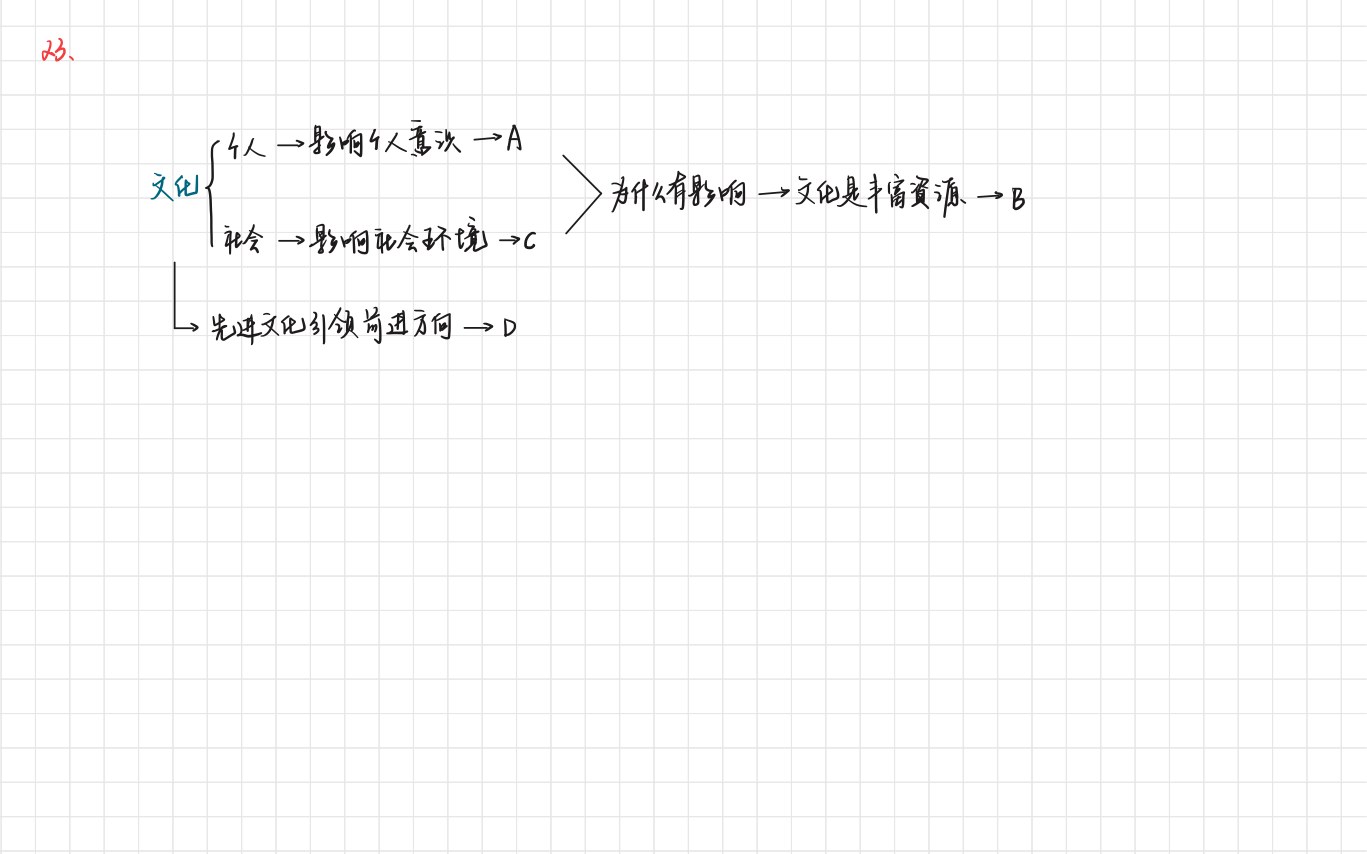 23、
个人 → 影响个人意识 → A
文化
为什么有影响 → 文化是丰富资源 → B
社会 → 影响社会环境 → C
先进文化引领前进方向 → D